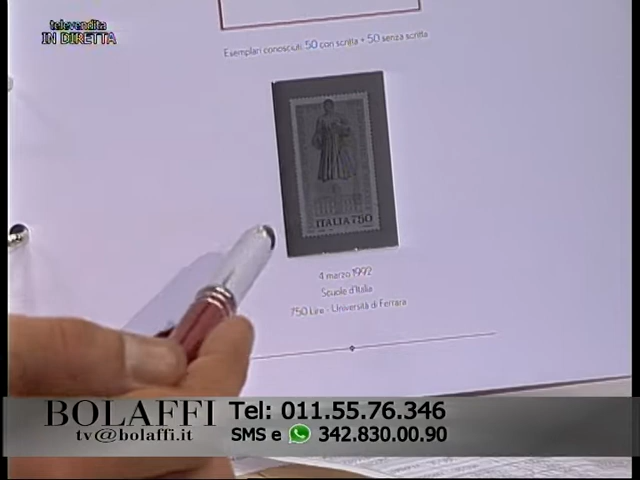 televendita
IN DIRETTA
Esemplari conosciuti: 50 con scritta + 50 senza scritta
ITALIA 750
4 marzo 1992
Scuole d'Italia
750 Lire - Università di Ferrara
BOLAFFI
tv@bolaffi.it
Tel: 011.55.76.346
SMS e 342.830.00.90